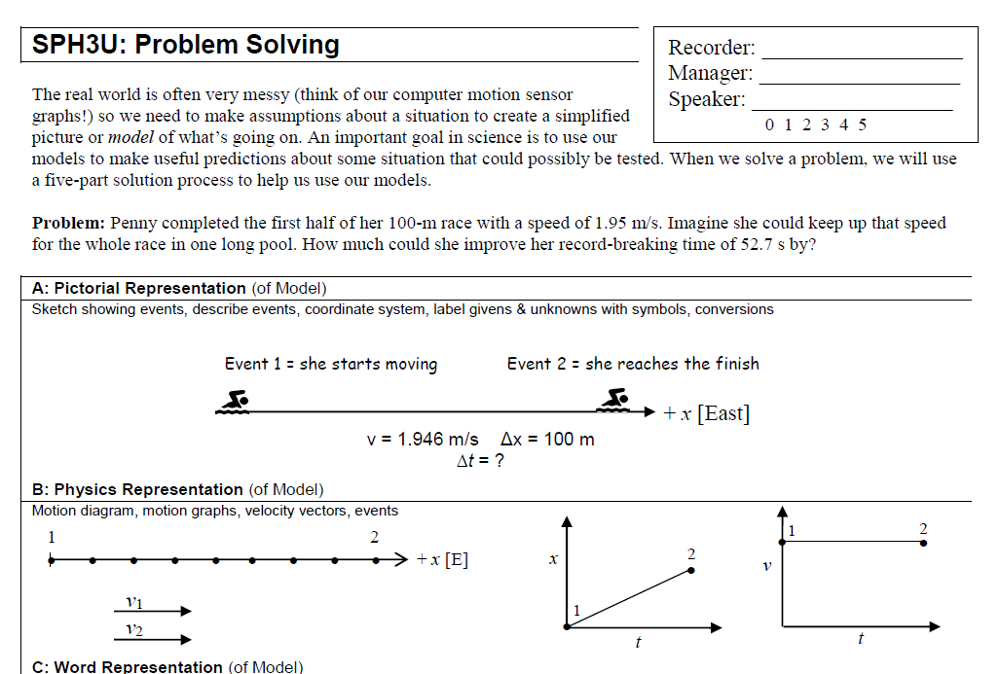 SPH3U: Problem Solving
Recorder:
Manager:
Speaker:
0 1 2 3 4 5
The real world is often very messy (think of our computer motion sensor
graphs!) so we need to make assumptions about a situation to create a simplified
picture or model of what's going on. An important goal in science is to use our
models to make useful predictions about some situation that could possibly be tested. When we solve a problem, we will use
a five-part solution process to help us use our models.
Problem: Penny completed the first half of her 100-m race with a speed of 1.95 m/s. Imagine she could keep up that speed
for the whole race in one long pool. How much could she improve her record-breaking time of 52.7 s by?
A: Pictorial Representation (of Model)
Sketch showing events, describe events, coordinate system, label givens & unknowns with symbols, conversions
Event 1 = she starts moving
Event 2 = she reaches the finish
+ x [East]
v = 1.946 m/s Δx = 100 m
Δt = ?
B: Physics Representation (of Model)
Motion diagram, motion graphs, velocity vectors, events
1 2
+ x [E]
v1
v2
x
1
2
t
v
1
2
t
C: Word Representation (of Model)